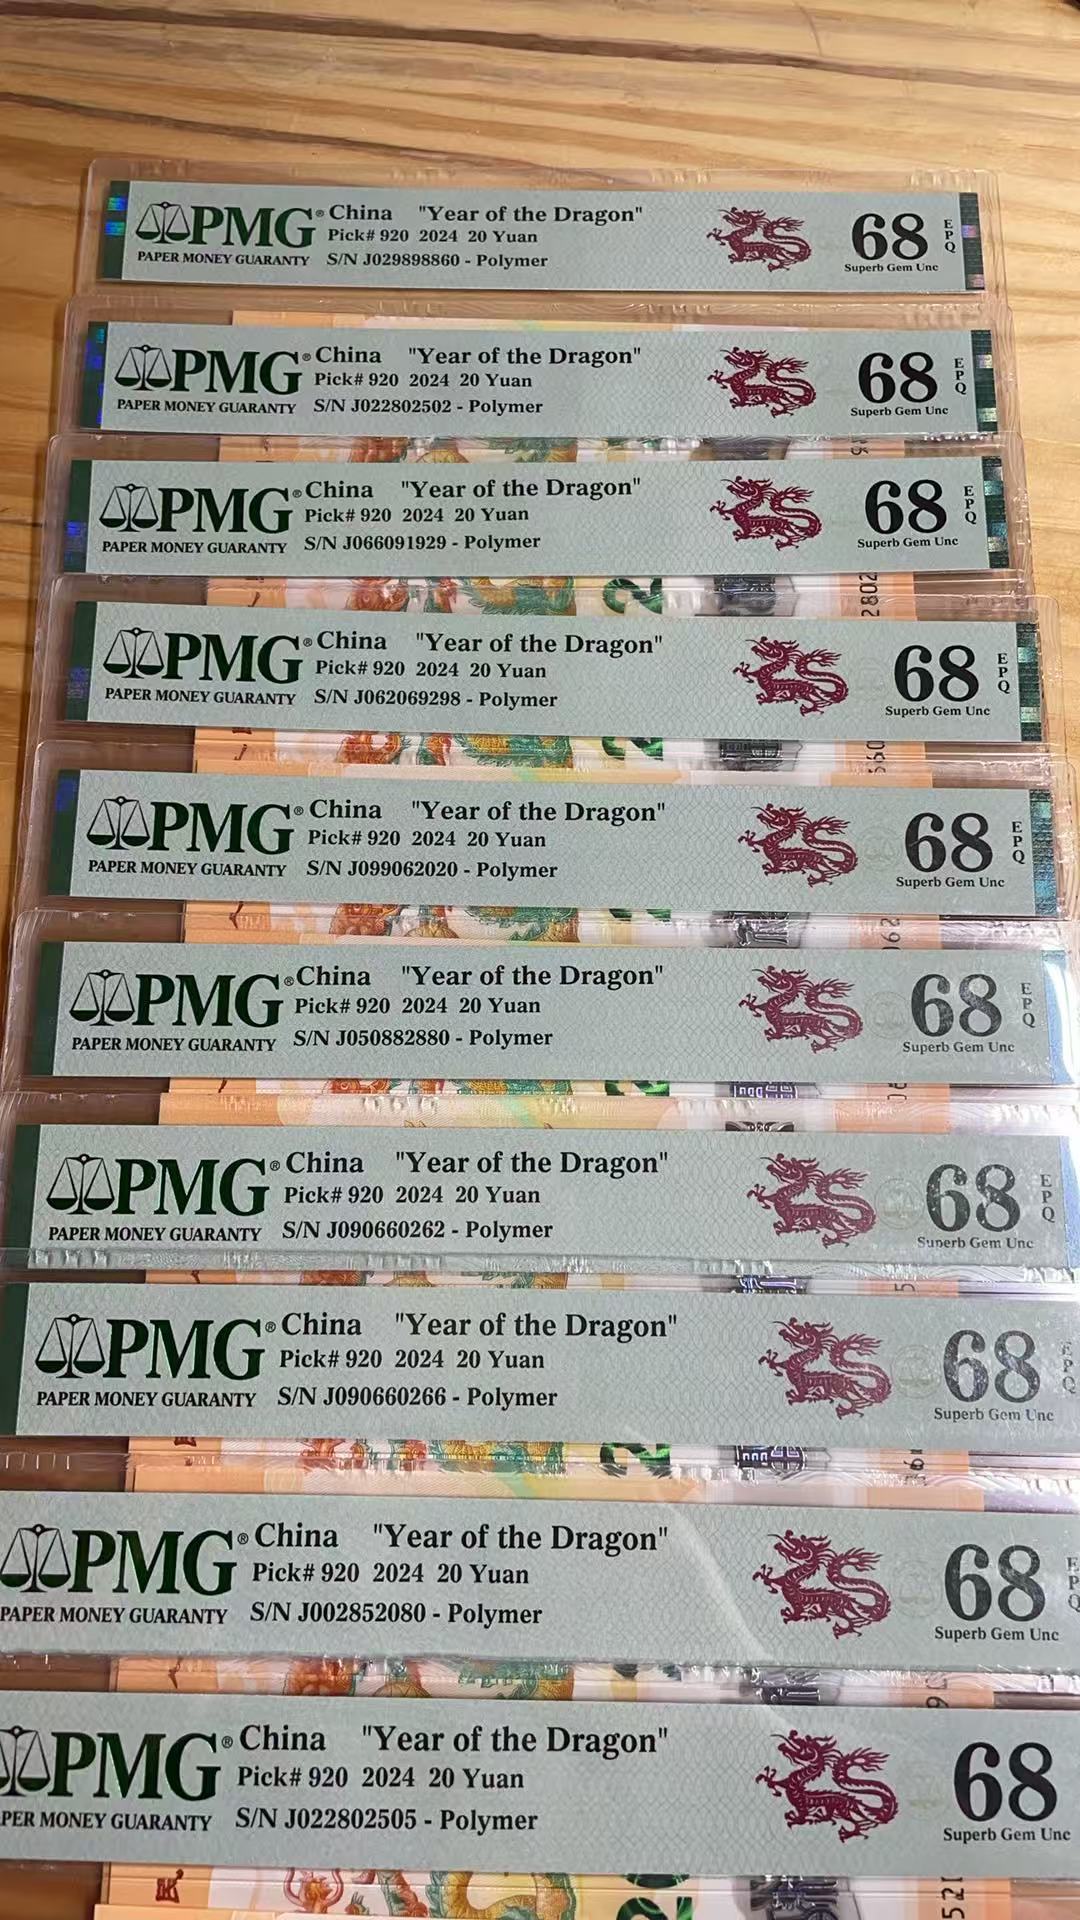 PMG® China "Year of the Dragon" 68 EPQ
Pick# 920 2024 20 Yuan
PAPER MONEY GUARANTY S/N J029898860 - Polymer Superb Gem Unc
PMG® China "Year of the Dragon" 68 EPQ
Pick# 920 2024 20 Yuan
PAPER MONEY GUARANTY S/N J022802502 - Polymer Superb Gem Unc
PMG® China "Year of the Dragon" 68 EPQ
Pick# 920 2024 20 Yuan
PAPER MONEY GUARANTY S/N J066091929 - Polymer Superb Gem Unc
2802
PMG® China "Year of the Dragon" 68 EPQ
Pick# 920 2024 20 Yuan
PAPER MONEY GUARANTY S/N J062069298 - Polymer Superb Gem Unc
PMG® China "Year of the Dragon" 68 EPQ
Pick# 920 2024 20 Yuan
PAPER MONEY GUARANTY S/N J099062020 - Polymer Superb Gem Unc
PMG® China "Year of the Dragon" 68 EPQ
Pick# 920 2024 20 Yuan
PAPER MONEY GUARANTY S/N J050882880 - Polymer Superb Gem Unc
PMG® China "Year of the Dragon" 68 EPQ
Pick# 920 2024 20 Yuan
PAPER MONEY GUARANTY S/N J090660262 - Polymer Superb Gem Unc
PMG® China "Year of the Dragon" 68 EPQ
Pick# 920 2024 20 Yuan
PAPER MONEY GUARANTY S/N J090660266 - Polymer Superb Gem Unc
PMG® China "Year of the Dragon" 68 EPQ
Pick# 920 2024 20 Yuan
PAPER MONEY GUARANTY S/N J002852080 - Polymer Superb Gem Unc
PMG® China "Year of the Dragon" 68
Pick# 920 2024 20 Yuan
PER MONEY GUARANTY S/N J022802505 - Polymer Superb Gem Unc
521